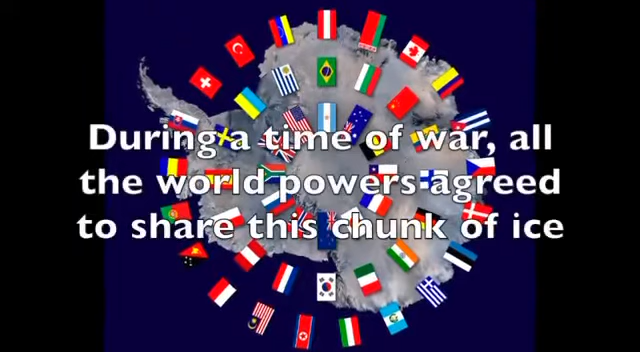 During a time of war, all
the world powers agreed
to share this chunk of ice